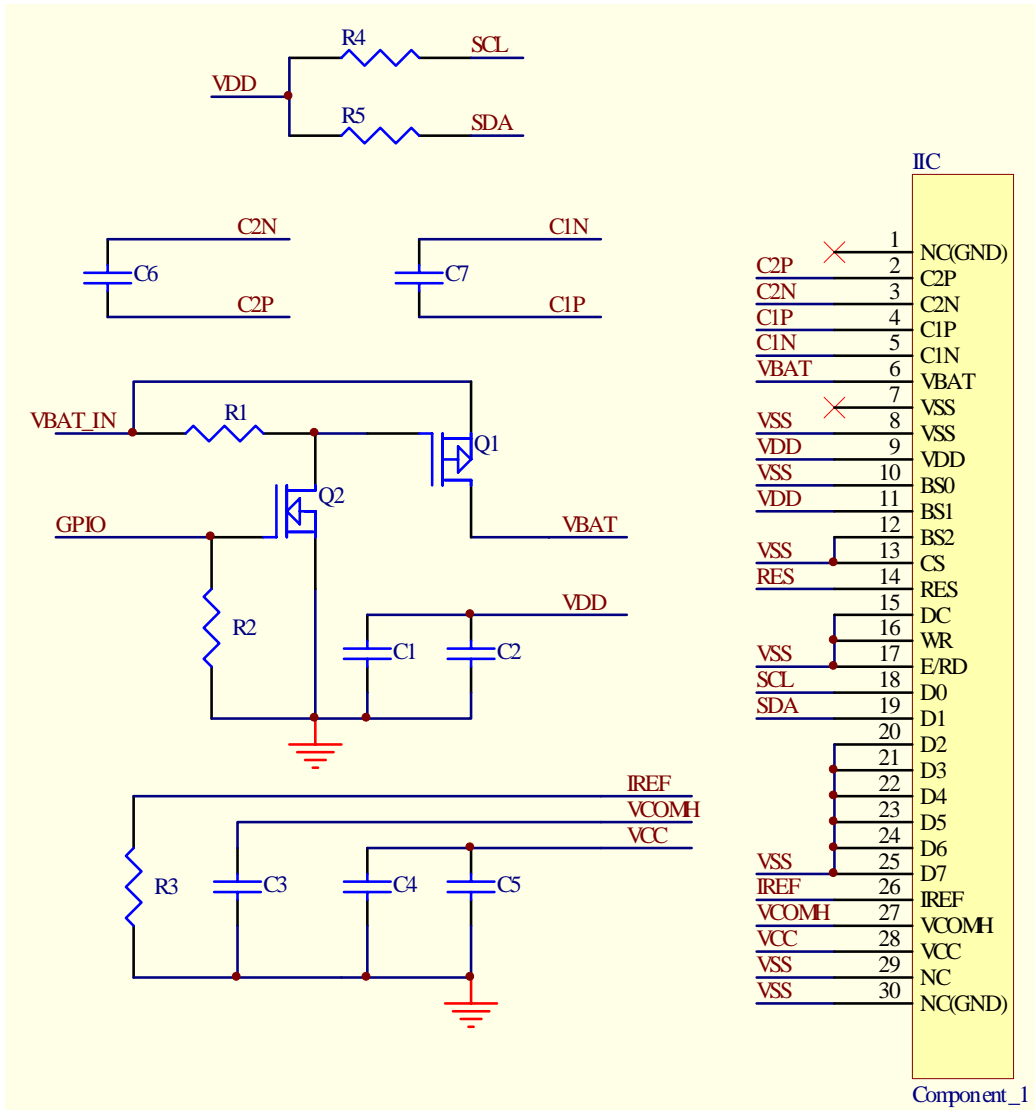 R4
SCL
VDD
R5
SDA
C2N
C6
C2P
C1N
C7
C1P
VBAT_IN
R1
Q1
Q2
GPIO
VBAT
R2
VDD
C1
C2
IREF
VCOMH
VCC
R3
C3
C4
C5
IIC
1 NC(GND)
C2P 2 C2P
C2N 3 C2N
C1P 4 C1P
C1N 5 C1N
VBAT 6 VBAT
7 VSS
VSS 8 VSS
VDD 9 VDD
VSS 10 BS0
VDD 11 BS1
12 BS2
VSS 13 CS
RES 14 RES
15 DC
16 WR
VSS 17 E/RD
SCL 18 D0
SDA 19 D1
20 D2
21 D3
22 D4
23 D5
24 D6
VSS 25 D7
IREF 26 IREF
VCOMH 27 VCOMH
VCC 28 VCC
VSS 29 NC
VSS 30 NC(GND)
Component_1